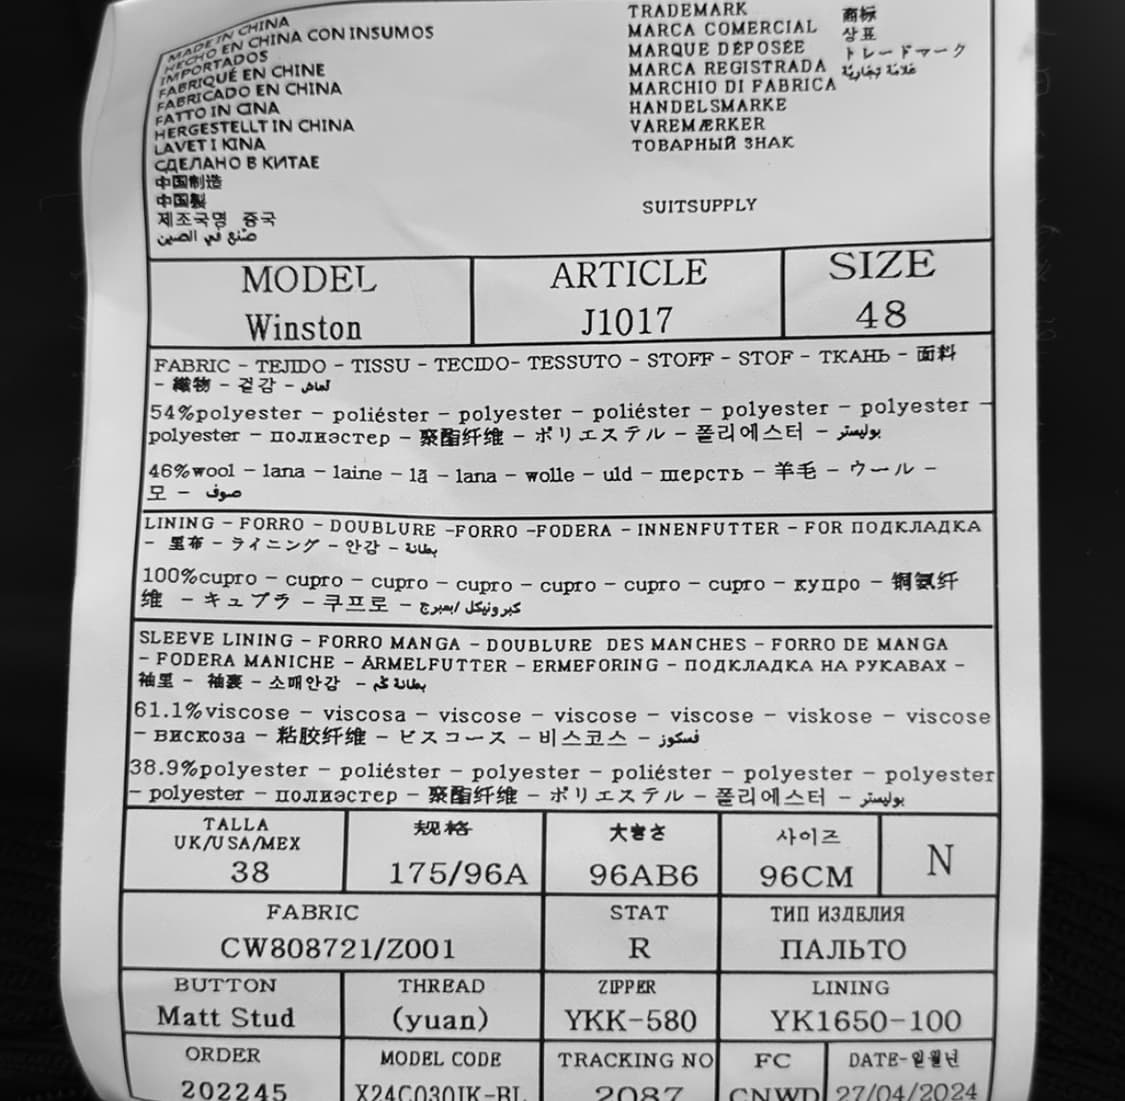 MADE IN CHINA
HECHO EN CHINA CON INSUMOS
IMPORTADOS
FABRIQUÉ EN CHINE
FABRICADO EN CHINA
FATTO IN CINA
HERGESTELLT IN CHINA
LAVET I KINA
СДЕЛАНО В КИТАЕ
中国制造
中国製
제조국명 중국
صنع في الصين
TRADEMARK
MARCA COMERCIAL
MARQUE DÉPOSÉE
MARCA REGISTRADA
MARCHIO DI FABRICA
HANDELSMARKE
VAREMÆRKER
ТОВАРНЫЙ ЗНАК
商标
상표
トレードマーク
علامة تجارية
SUITSUPPLY
MODEL
Winston
ARTICLE
J1017
SIZE
48
FABRIC - TEJIDO - TISSU - TECIDO- TESSUTO - STOFF - STOF - ТКАНЬ - 面料
- 織物 - 겉감 - قماش
54%polyester - poliéster - polyester - poliéster - polyester - polyester -
polyester - полиэстер - 聚酯纤维 - ポリエステル - 폴리에스터 - بوليستر
46%wool - lana - laine - lã - lana - wolle - uld - шерсть - 羊毛 - ウール -
모 - صوف
LINING - FORRO - DOUBLURE -FORRO -FODERA - INNENFUTTER - FOR ПОДКЛАДКА
- 里布 - ライニング - 안감 - بطانة
100%cupro - cupro - cupro - cupro - cupro - cupro - cupro - купро - 铜氨纤
维 - キュプラ - 쿠프로 - كبرونيكل
SLEEVE LINING - FORRO MANGA - DOUBLURE DES MANCHES - FORRO DE MANGA
- FODERA MANICHE - ÄRMELFUTTER - ERMEFORING - ПОДКЛАДКА НА РУКАВАХ -
袖里 - 袖裏 - 소매안감 - بطانة كم
61.1%viscose - viscosa - viscose - viscose - viscose - viskose - viscose
- вискоза - 粘胶纤维 - ビスコース - 비스코스 - فسكوز
38.9%polyester - poliéster - polyester - poliéster - polyester - polyester
- polyester - полиэстер - 聚酯纤维 - ポリエステル - 폴리에스터 - بوليستر
TALLA
UK/USA/MEX
38
规格
175/96A
大きさ
96AB6
사이즈
96CM
N
FABRIC
CW808721/Z001
STAT
R
ТИП ИЗДЕЛИЯ
ПАЛЬТО
BUTTON
Matt Stud
THREAD
(yuan)
ZIPPER
YKK-580
LINING
YK1650-100
ORDER
202245
MODEL CODE
TRACKING NO
2087
FC
CNWD
DATE-일월년
27/04/2024